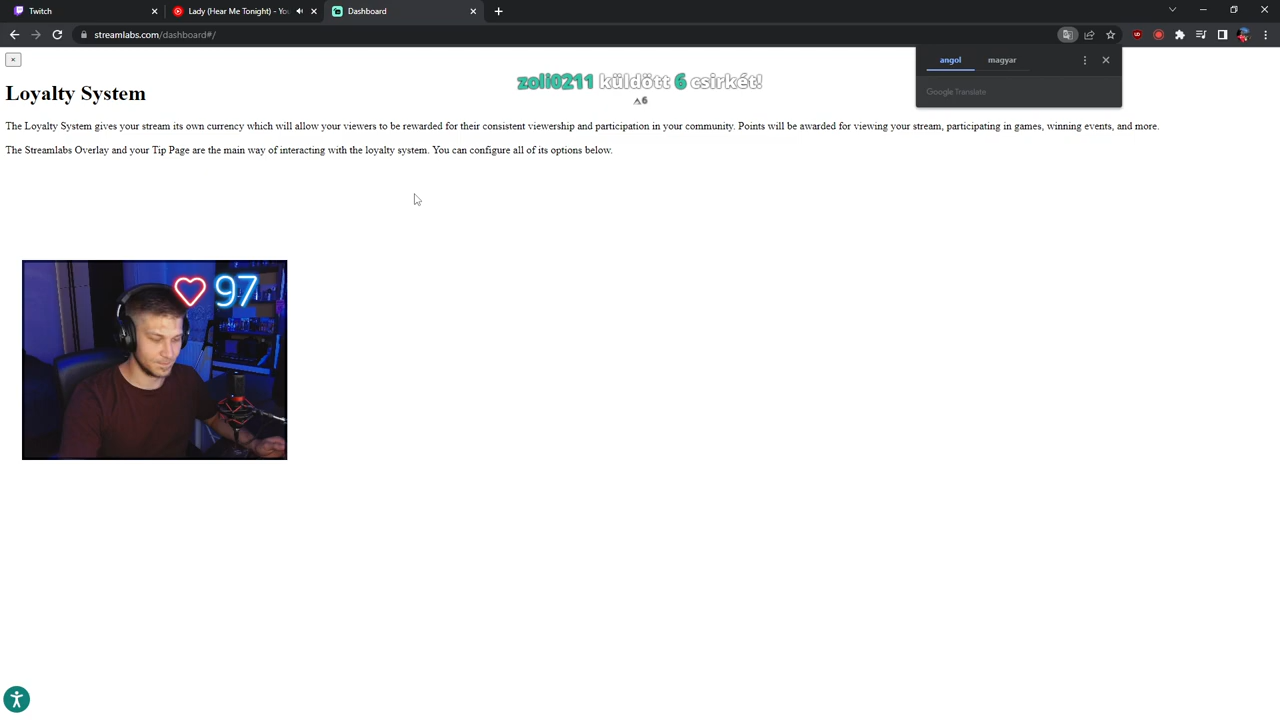 Twitch
Lady (Hear Me Tonight) - You
Dashboard
streamlabs.com/dashboard#/
angol
magyar
Google Translate
zoli0211 küldött 6 csirkét!
6
Loyalty System
The Loyalty System gives your stream its own currency which will allow your viewers to be rewarded for their consistent viewership and participation in your community. Points will be awarded for viewing your stream, participating in games, winning events, and more.
The Streamlabs Overlay and your Tip Page are the main way of interacting with the loyalty system. You can configure all of its options below.
97